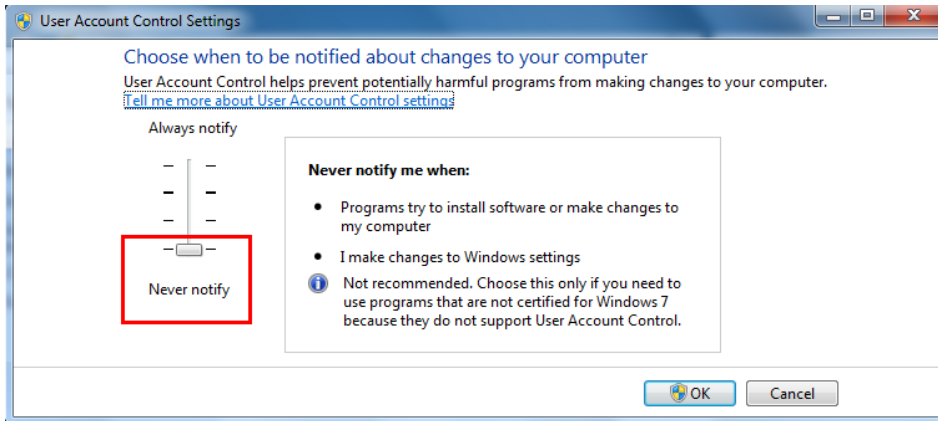 User Account Control Settings
Choose when to be notified about changes to your computer
User Account Control helps prevent potentially harmful programs from making changes to your computer.
Tell me more about User Account Control settings
Always notify
Never notify
Never notify me when:
Programs try to install software or make changes to
my computer
I make changes to Windows settings
Not recommended. Choose this only if you need to
use programs that are not certified for Windows 7
because they do not support User Account Control.
OK
Cancel